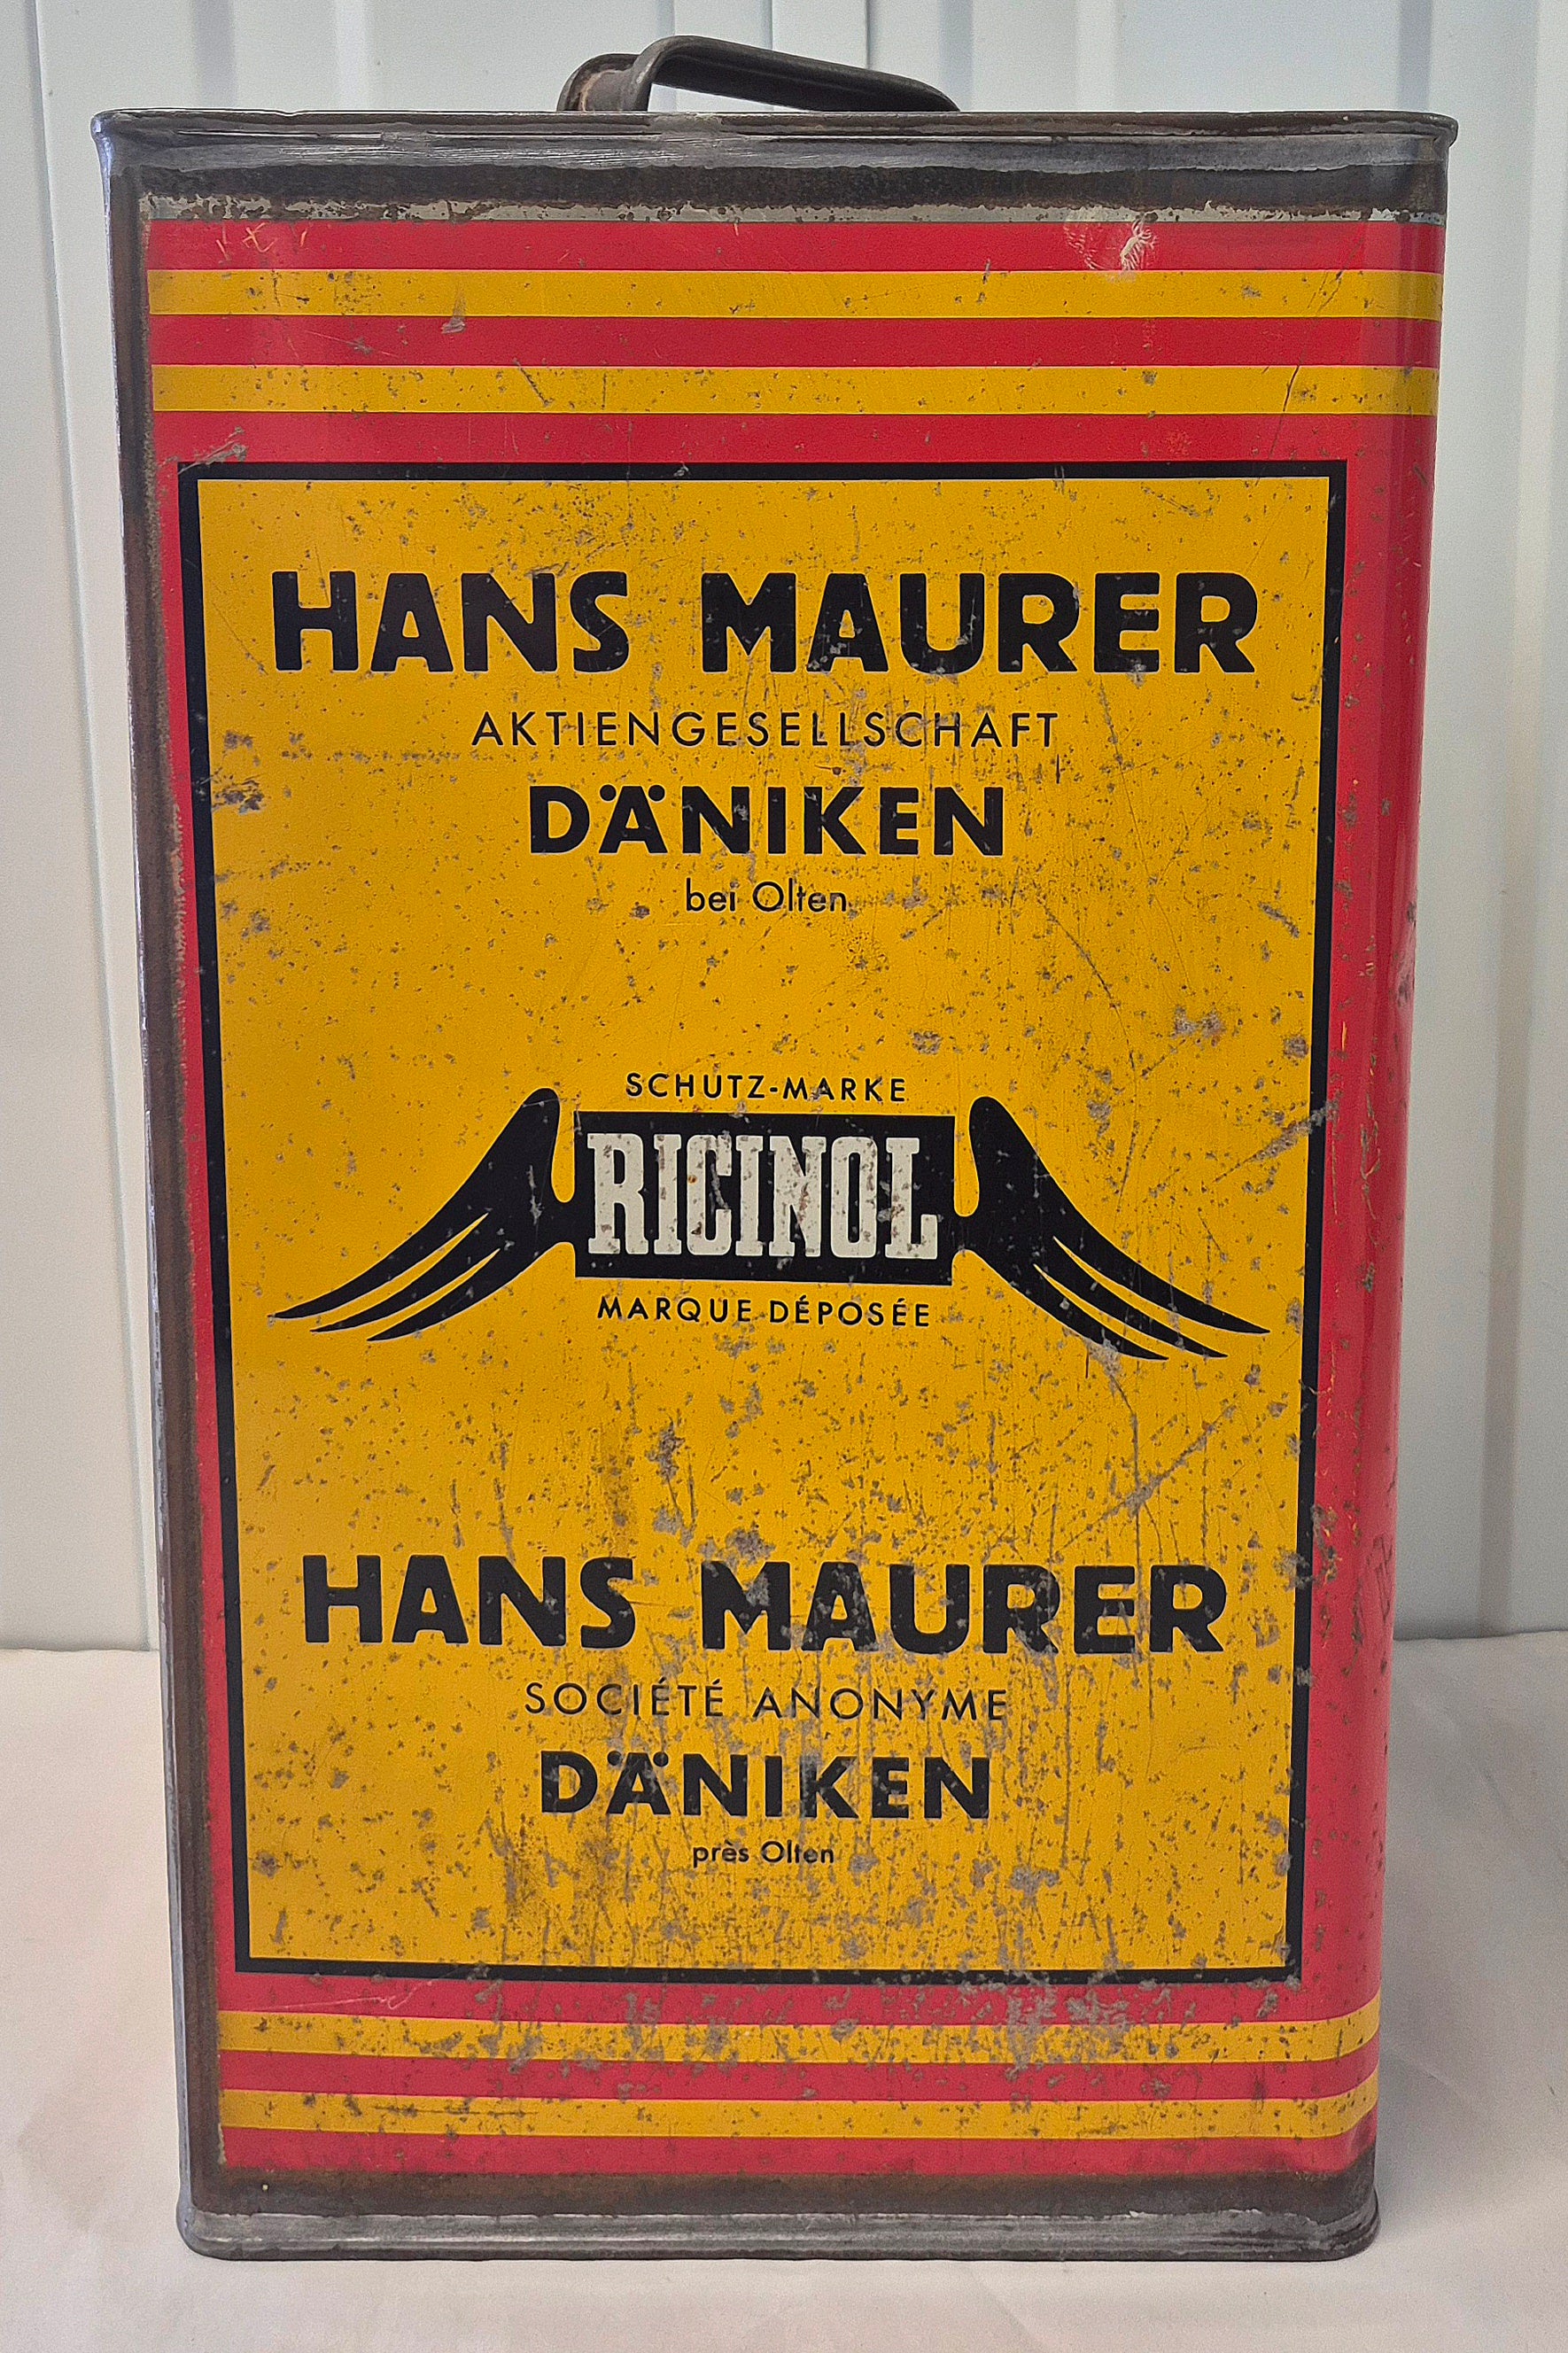 HANS MAURER
AKTIENGESELLSCHAFT
DÄNIKEN
bei Olten
SCHUTZ-MARKE
RICINOL
MARQUE DÉPOSÉE
HANS MAURER
SOCIÉTÉ ANONYME
DÄNIKEN
près Olten